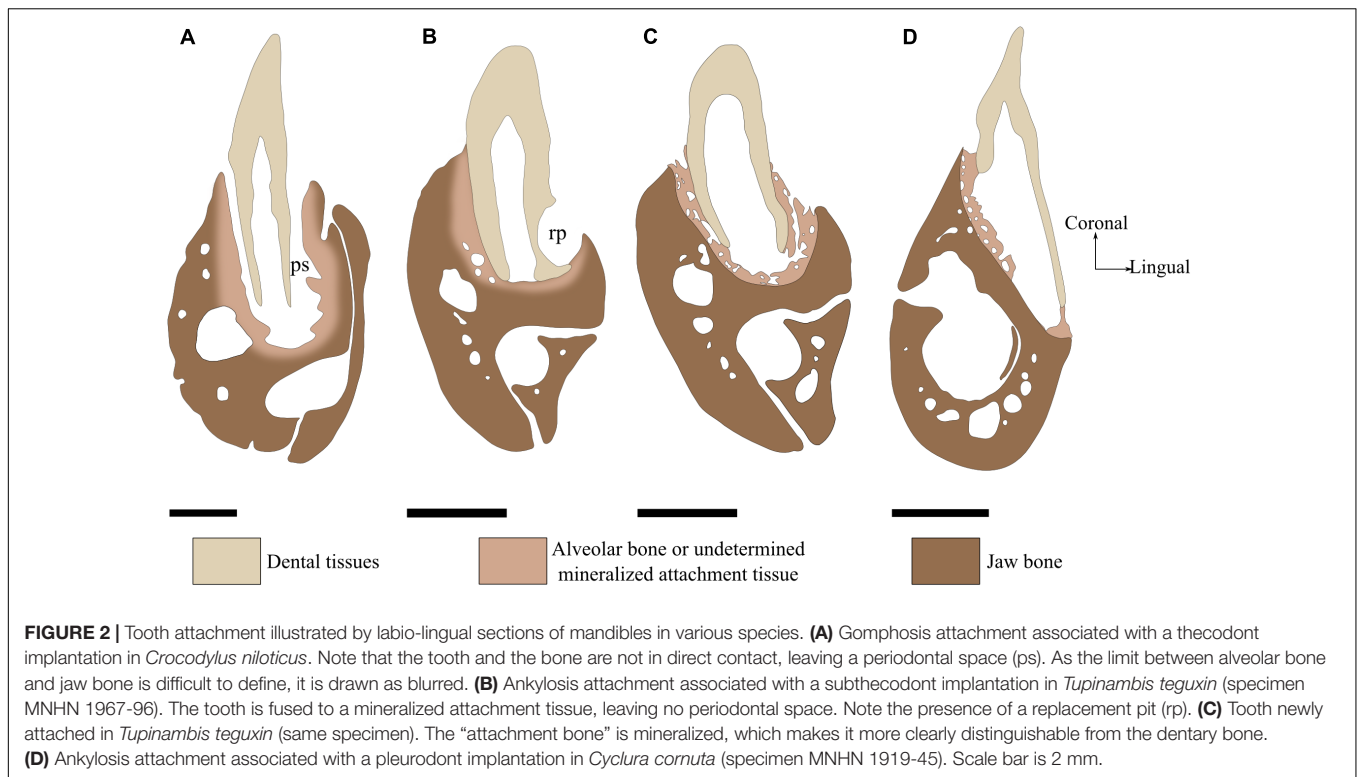 A
B
C
D
ps
rp
Coronal
Lingual
Dental tissues
Alveolar bone or undetermined
mineralized attachment tissue
Jaw bone
FIGURE 2 | Tooth attachment illustrated by labio-lingual sections of mandibles in various species. (A) Gomphosis attachment associated with a thecodont
implantation in Crocodylus niloticus. Note that the tooth and the bone are not in direct contact, leaving a periodontal space (ps). As the limit between alveolar bone
and jaw bone is difficult to define, it is drawn as blurred. (B) Ankylosis attachment associated with a subthecodont implantation in Tupinambis teguxin (specimen
MNHN 1967-96). The tooth is fused to a mineralized attachment tissue, leaving no periodontal space. Note the presence of a replacement pit (rp). (C) Tooth newly
attached in Tupinambis teguxin (same specimen). The “attachment bone” is mineralized, which makes it more clearly distinguishable from the dentary bone.
(D) Ankylosis attachment associated with a pleurodont implantation in Cyclura cornuta (specimen MNHN 1919-45). Scale bar is 2 mm.